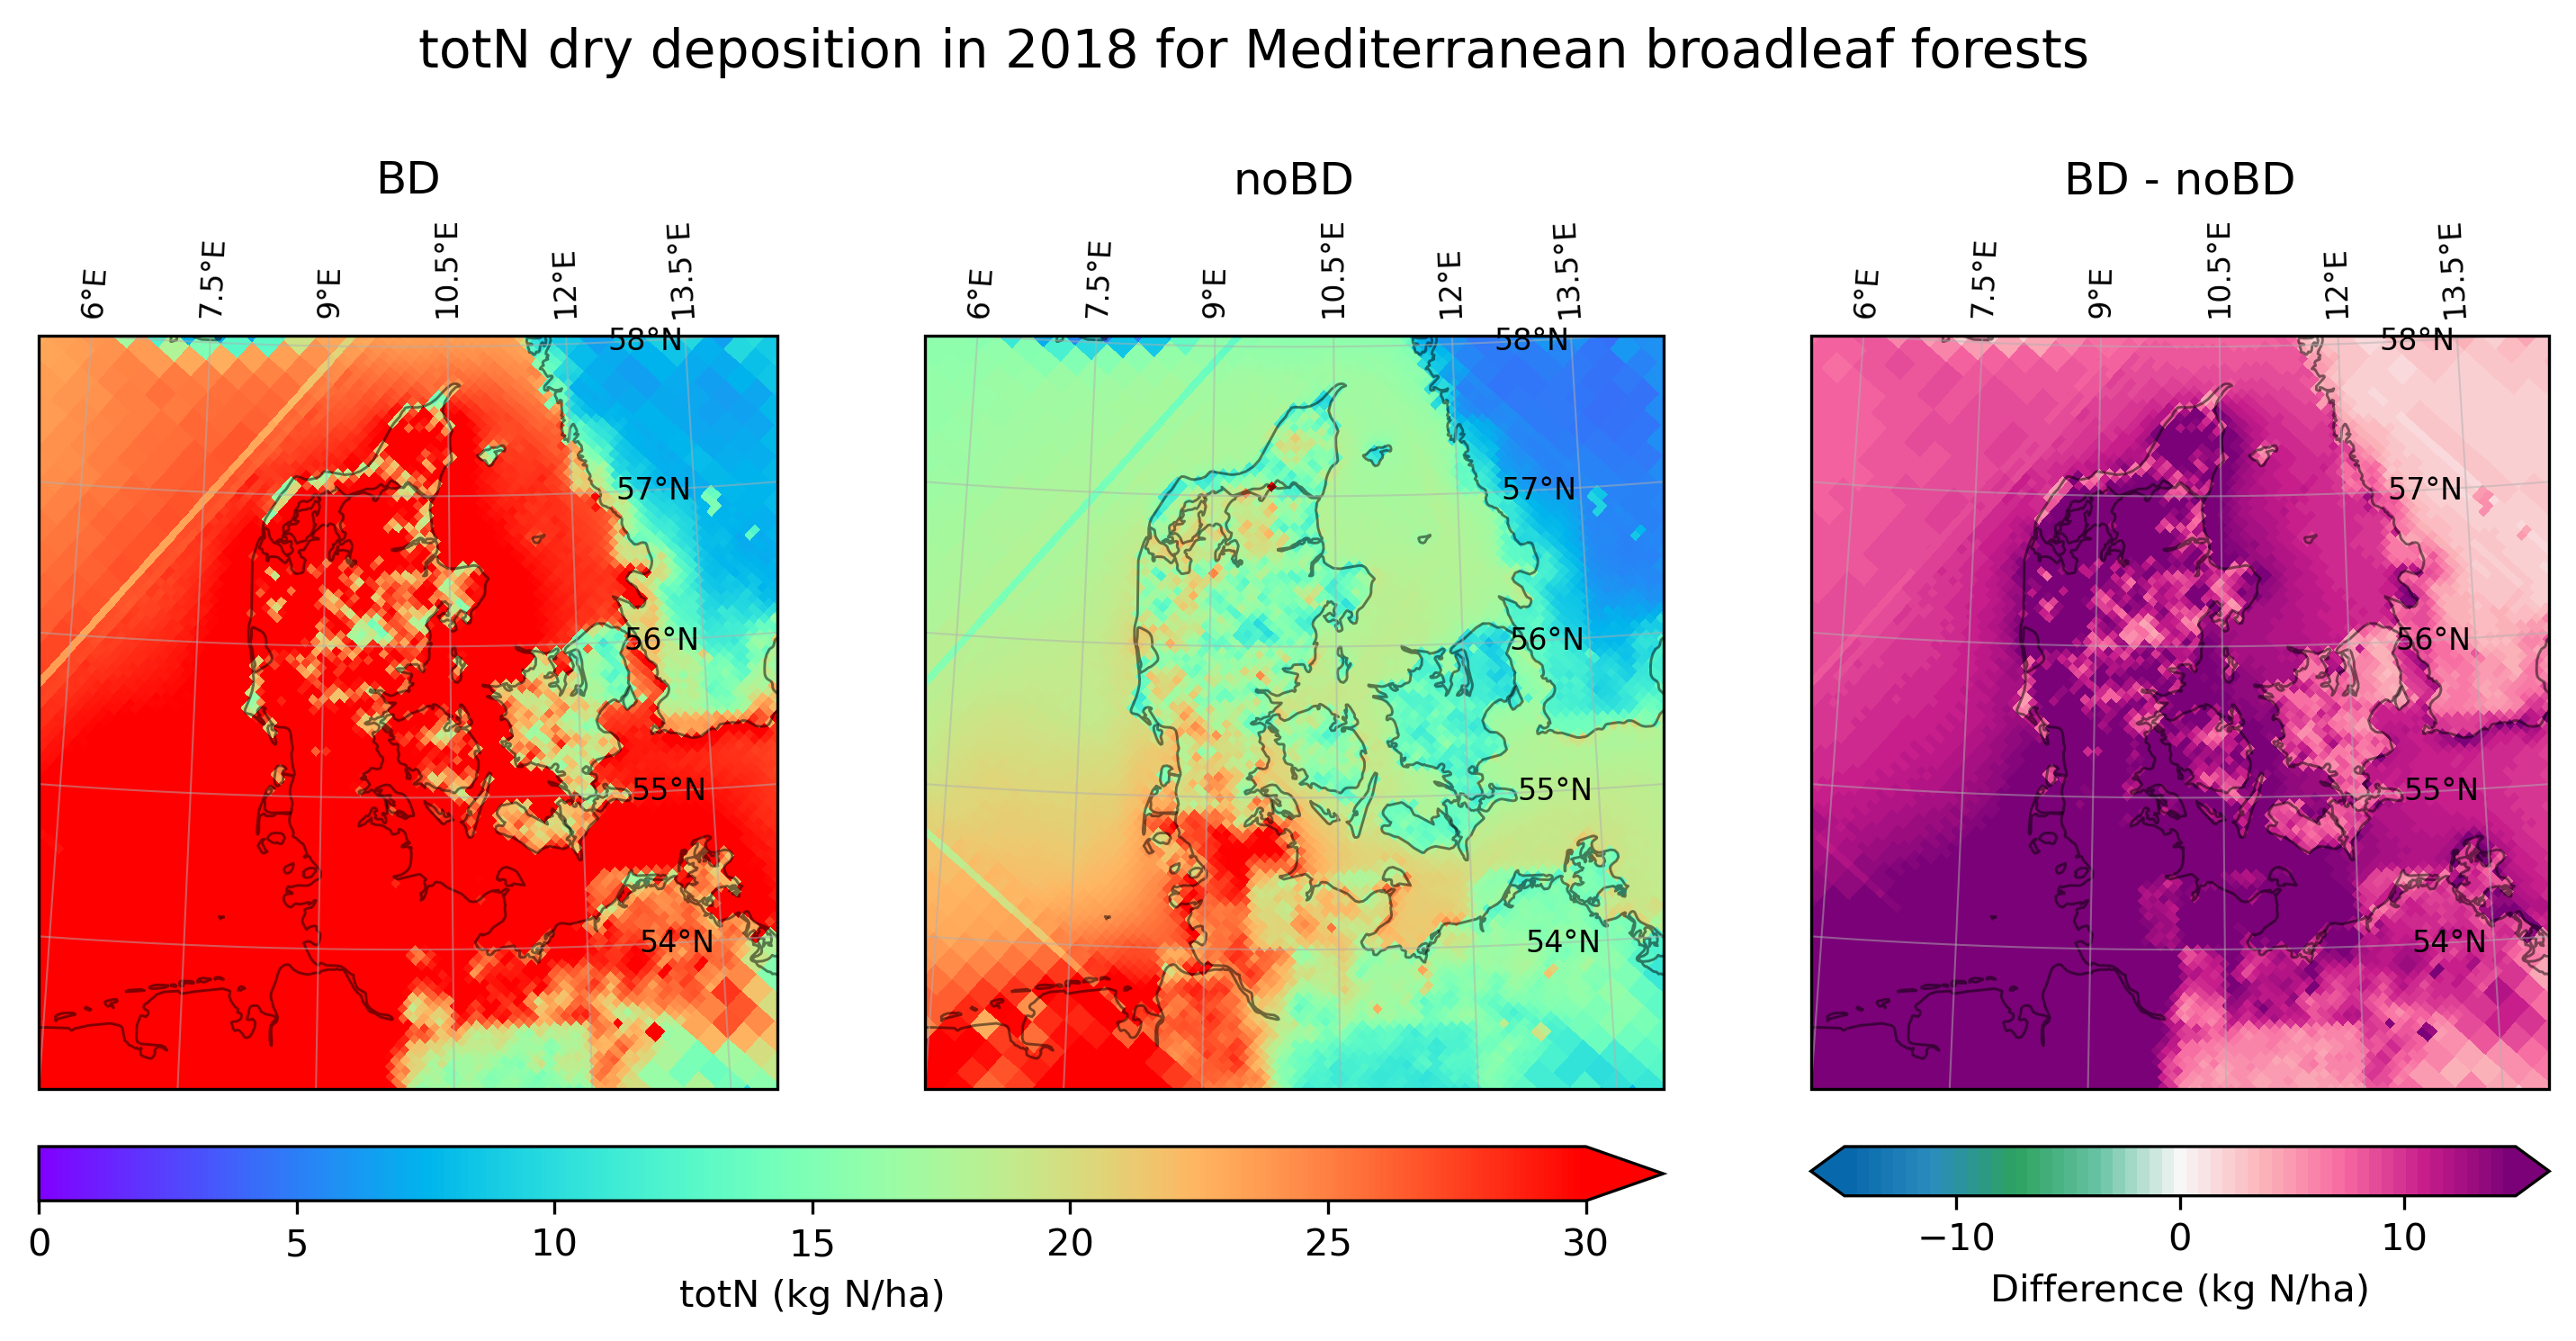 totN dry deposition in 2018 for Mediterranean broadleaf forests
BD
noBD
BD - noBD
6°E 7.5°E 9°E 10.5°E 12°E 13.5°E
6°E 7.5°E 9°E 10.5°E 12°E 13.5°E
6°E 7.5°E 9°E 10.5°E 12°E 13.5°E
58°N 58°N 58°N
57°N 57°N 57°N
56°N 56°N 56°N
55°N 55°N 55°N
54°N 54°N 54°N
0 5 10 15 20 25 30
totN (kg N/ha)
−10 0 10
Difference (kg N/ha)